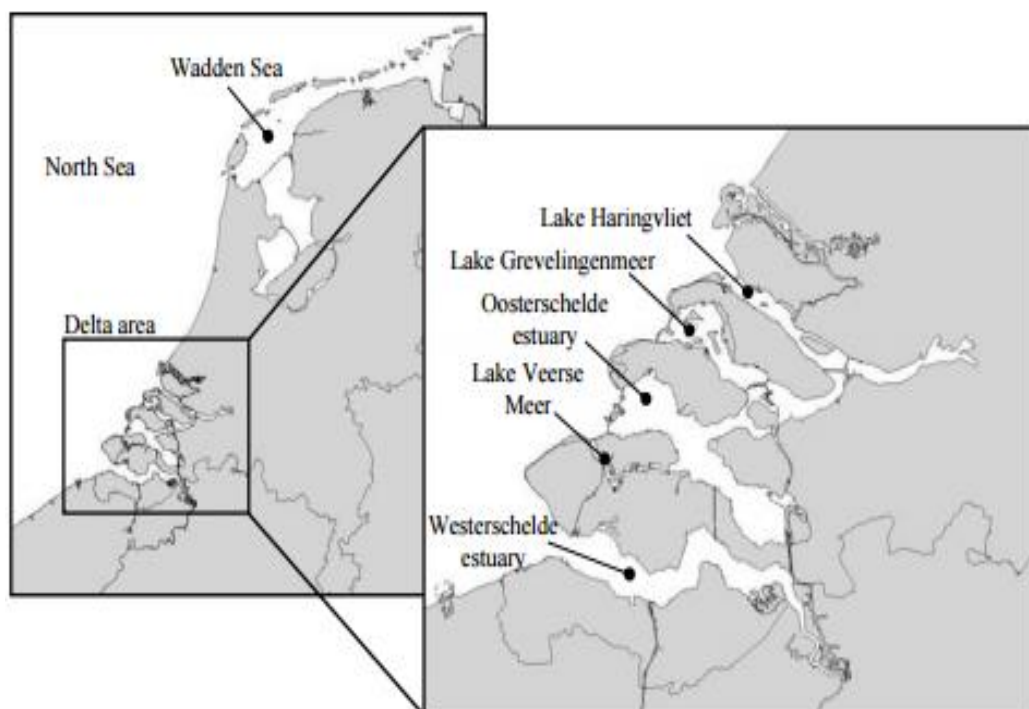 Wadden Sea
North Sea
Delta area
Lake Haringvliet
Lake Grevelingenmeer
Oosterschelde
estuary
Lake Veerse
Meer
Westerschelde
estuary